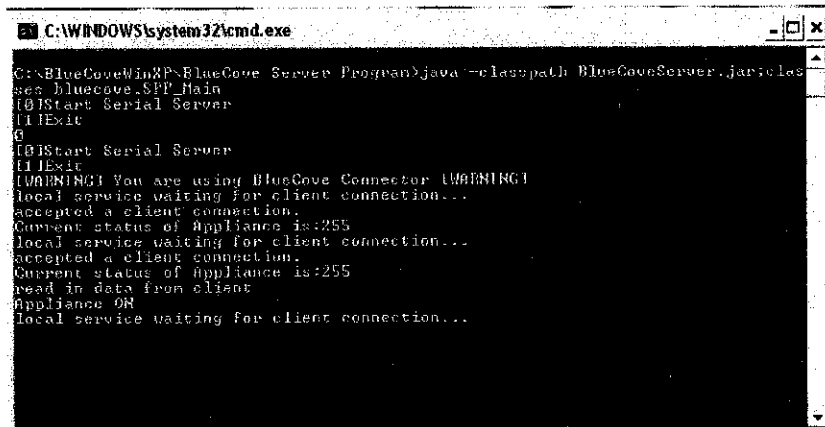 C:\WINDOWS\system32\cmd.exe
C:\BlueCoveWinXP\BlueCove Server Program>java -classpath BlueCoveServer.jar;clas
ses bluecove.SPP_Main
[0]Start Serial Server
[1]Exit
0
[0]Start Serial Server
[1]Exit
[WARNING] You are using BlueCove Connector [WARNING]
local service waiting for client connection...
accepted a client connection.
Current status of Appliance is:255
local service waiting for client connection...
accepted a client connection.
Current status of Appliance is:255
read in data from client
Appliance ON
local service waiting for client connection...